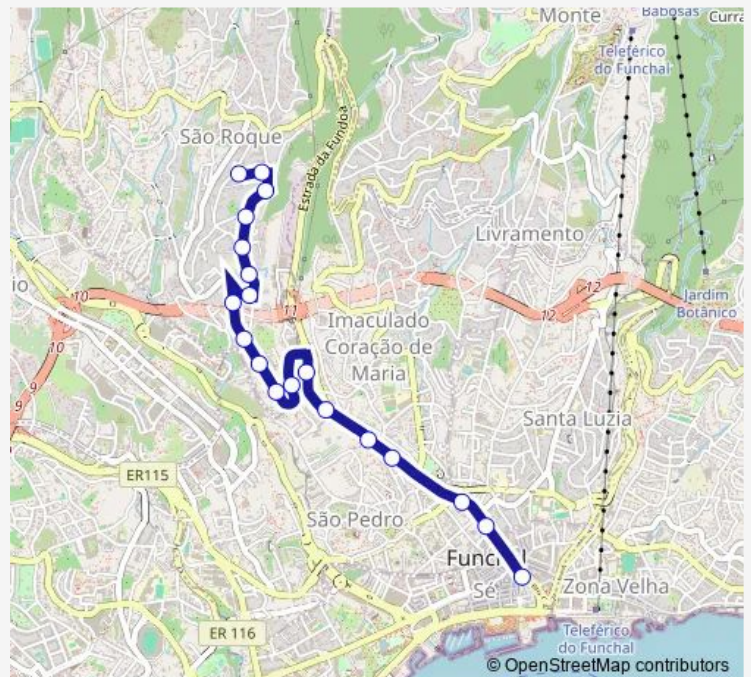 Monte
Babosas
Curra
Teleférico
do Funchal
São Roque
Estrada da Fundoa
Livramento
io
10
11
12
12
Jardim
Botânico
10
9
9
Imaculado
Coração de
Maria
Santa Luzia
ER115
São Pedro
Funchal
Sé
Zona Velha
ER 116
Teleférico
do Funchal
© OpenStreetMap contributors